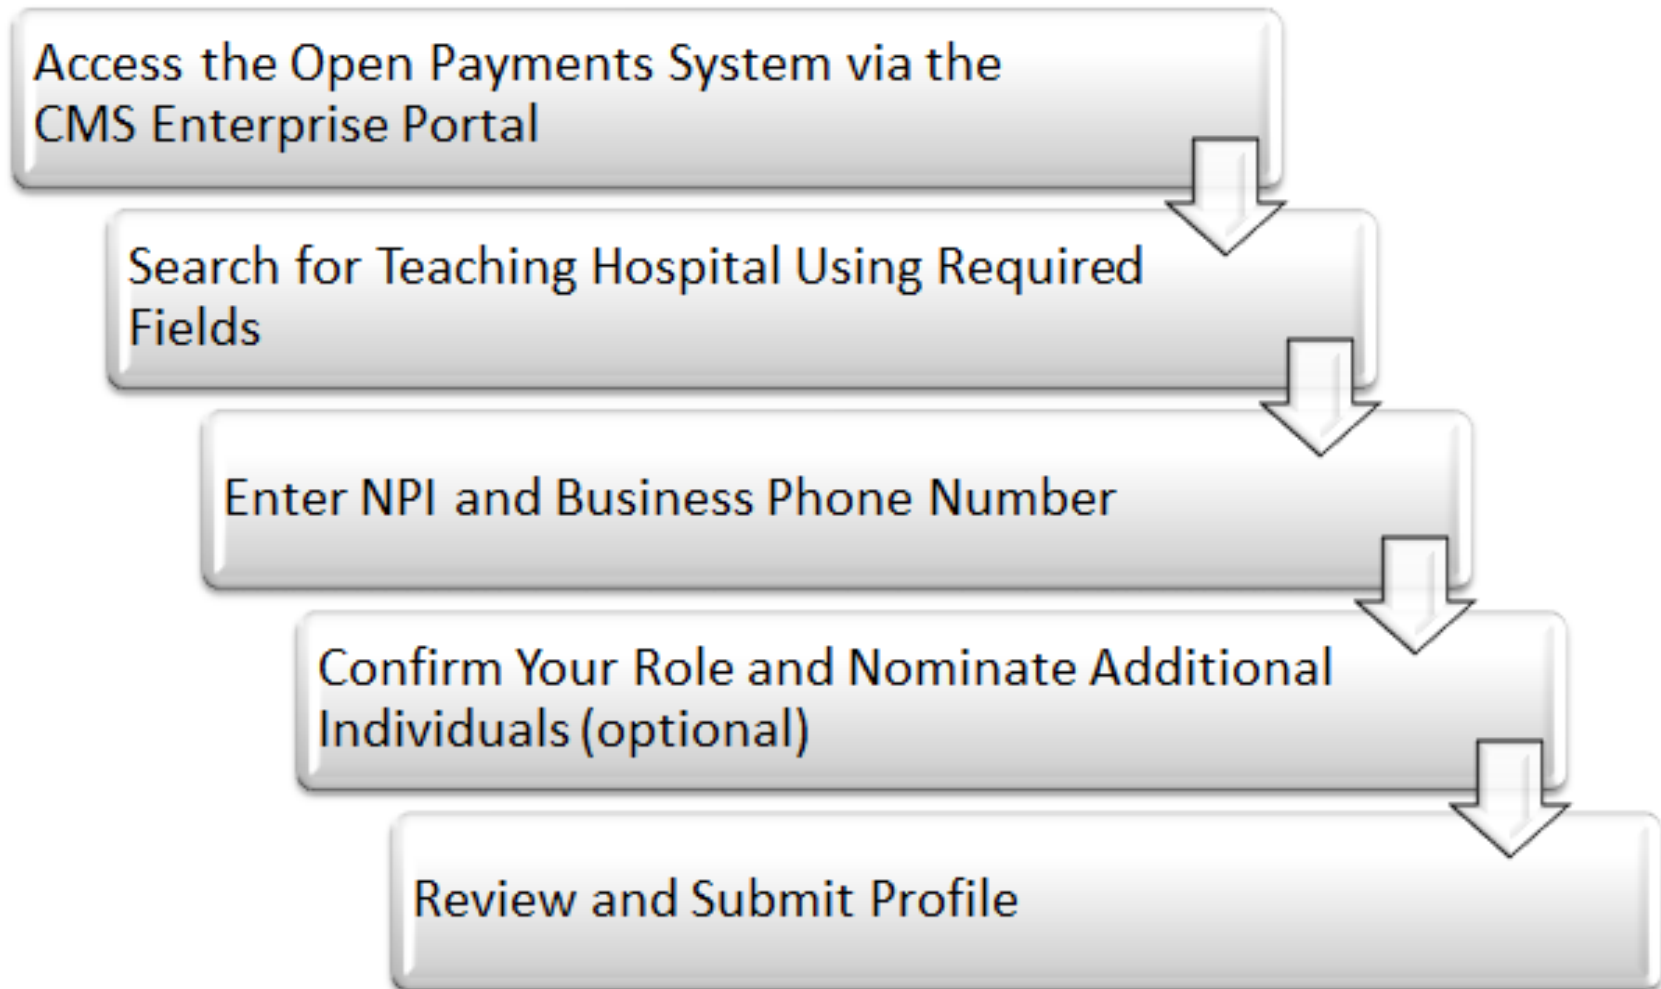 Access the Open Payments System via the
CMS Enterprise Portal
Search for Teaching Hospital Using Required
Fields
Enter NPI and Business Phone Number
Confirm Your Role and Nominate Additional
Individuals (optional)
Review and Submit Profile